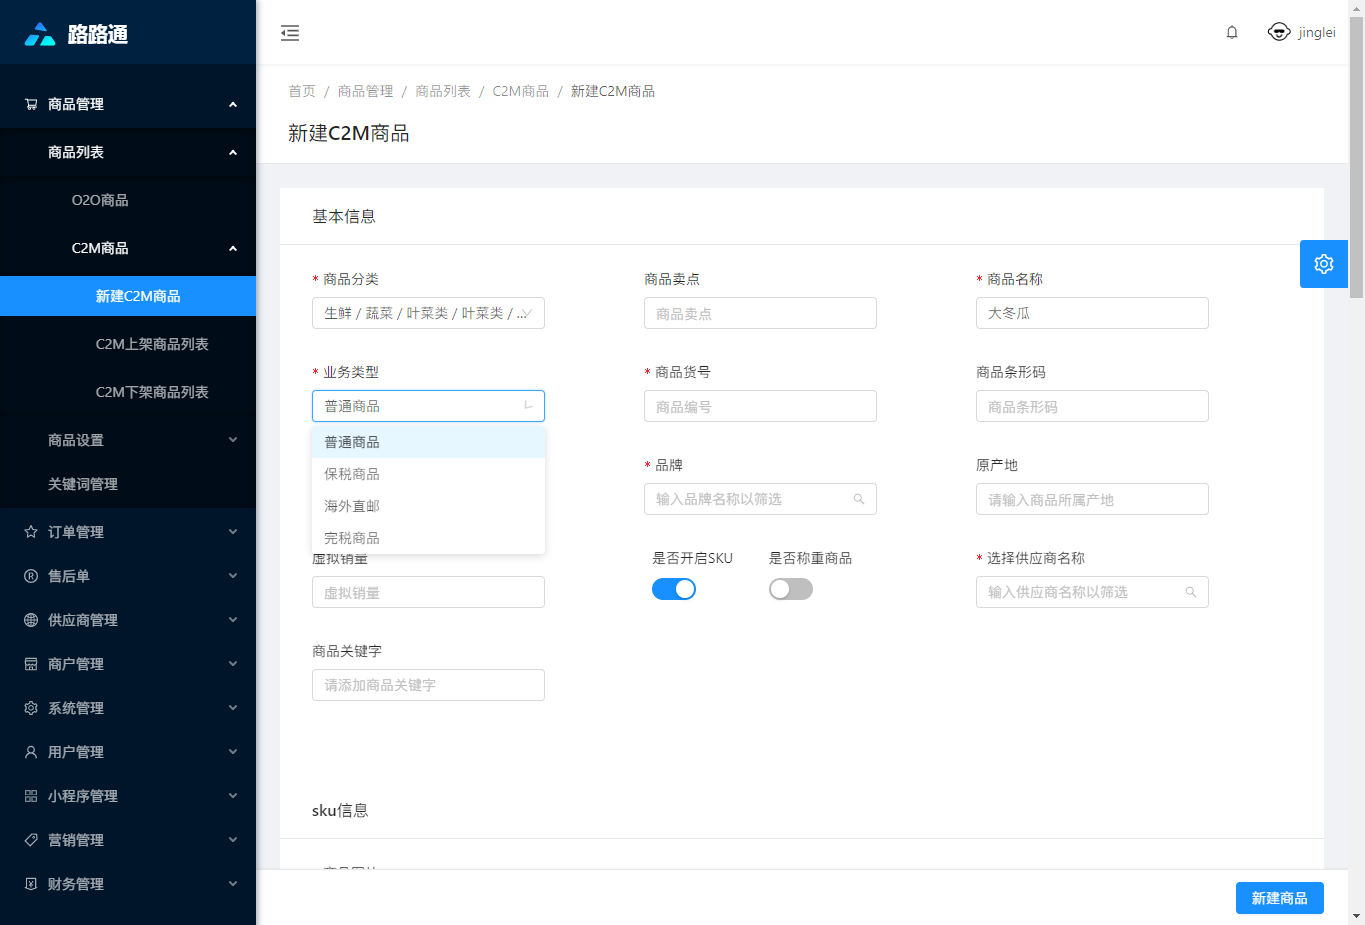 路路通
jinglei
商品管理
商品列表
O2O商品
C2M商品
新建C2M商品
C2M上架商品列表
C2M下架商品列表
商品设置
关键词管理
订单管理
售后单
供应商管理
商户管理
系统管理
用户管理
小程序管理
营销管理
财务管理
首页 / 商品管理 / 商品列表 / C2M商品 / 新建C2M商品
新建C2M商品
基本信息
* 商品分类
生鲜 / 蔬菜 / 叶菜类 / 叶菜类 / ...
商品卖点
商品卖点
* 商品名称
大冬瓜
* 业务类型
普通商品
普通商品
保税商品
海外直邮
完税商品
* 商品货号
商品编号
商品条形码
商品条形码
* 品牌
输入品牌名称以筛选
原产地
请输入商品所属产地
虚拟销量
虚拟销量
是否开启SKU
是否称重商品
* 选择供应商名称
输入供应商名称以筛选
商品关键字
请添加商品关键字
sku信息
新建商品